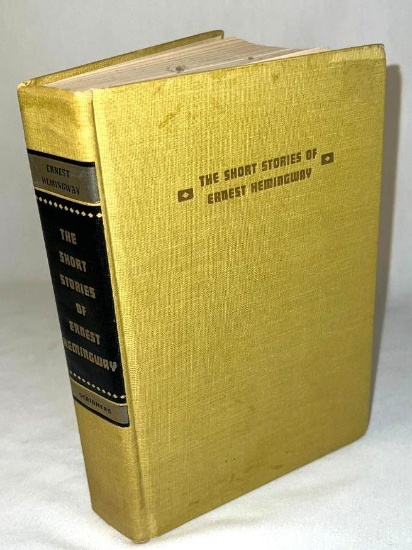 THE SHORT STORIES OF
ERNEST HEMINGWAY
ERNEST
HEMINGWAY
THE
SHORT
STORIES
OF
ERNEST
HEMINGWAY
SCRIBNERS